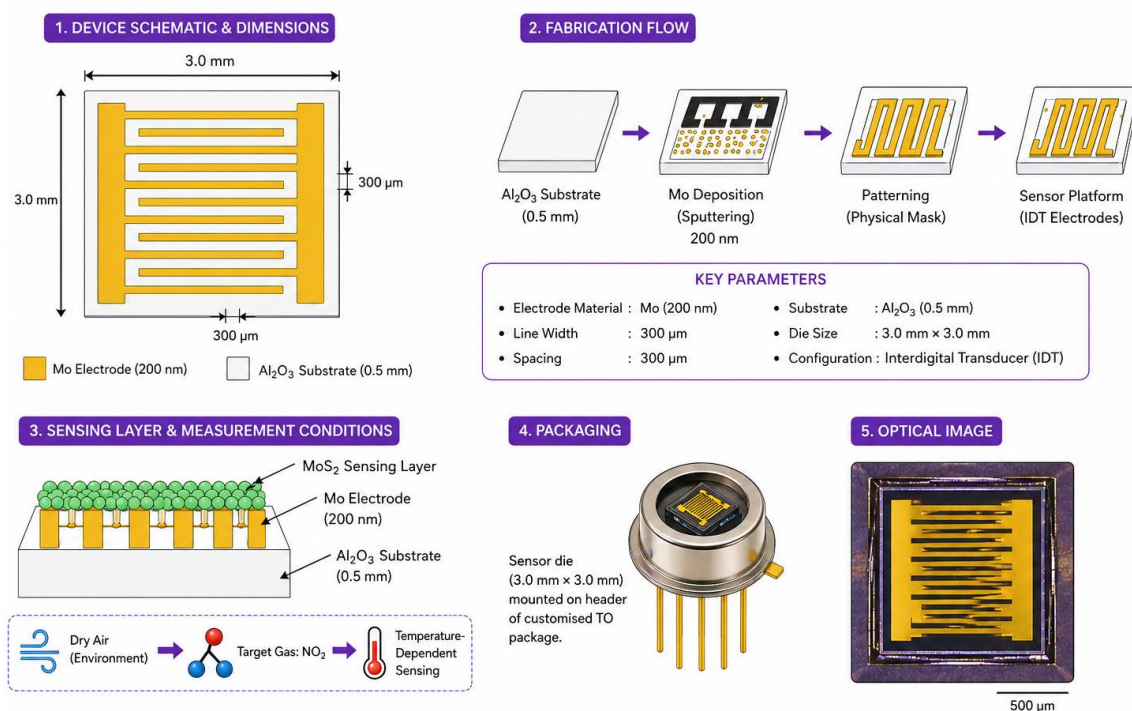 1. DEVICE SCHEMATIC & DIMENSIONS
3.0 mm
3.0 mm
300 µm
300 µm
Mo Electrode (200 nm)
Al₂O₃ Substrate (0.5 mm)
2. FABRICATION FLOW
Al₂O₃ Substrate
(0.5 mm)
Mo Deposition
(Sputtering)
200 nm
Patterning
(Physical Mask)
Sensor Platform
(IDT Electrodes)
KEY PARAMETERS
• Electrode Material : Mo (200 nm)
• Line Width : 300 µm
• Spacing : 300 µm
• Substrate : Al₂O₃ (0.5 mm)
• Die Size : 3.0 mm × 3.0 mm
• Configuration : Interdigital Transducer (IDT)
3. SENSING LAYER & MEASUREMENT CONDITIONS
MoS₂ Sensing Layer
Mo Electrode
(200 nm)
Al₂O₃ Substrate
(0.5 mm)
Dry Air
(Environment)
Target Gas: NO₂
Temperature-
Dependent
Sensing
4. PACKAGING
Sensor die
(3.0 mm × 3.0 mm)
mounted on header
of customised TO
package.
5. OPTICAL IMAGE
500 µm